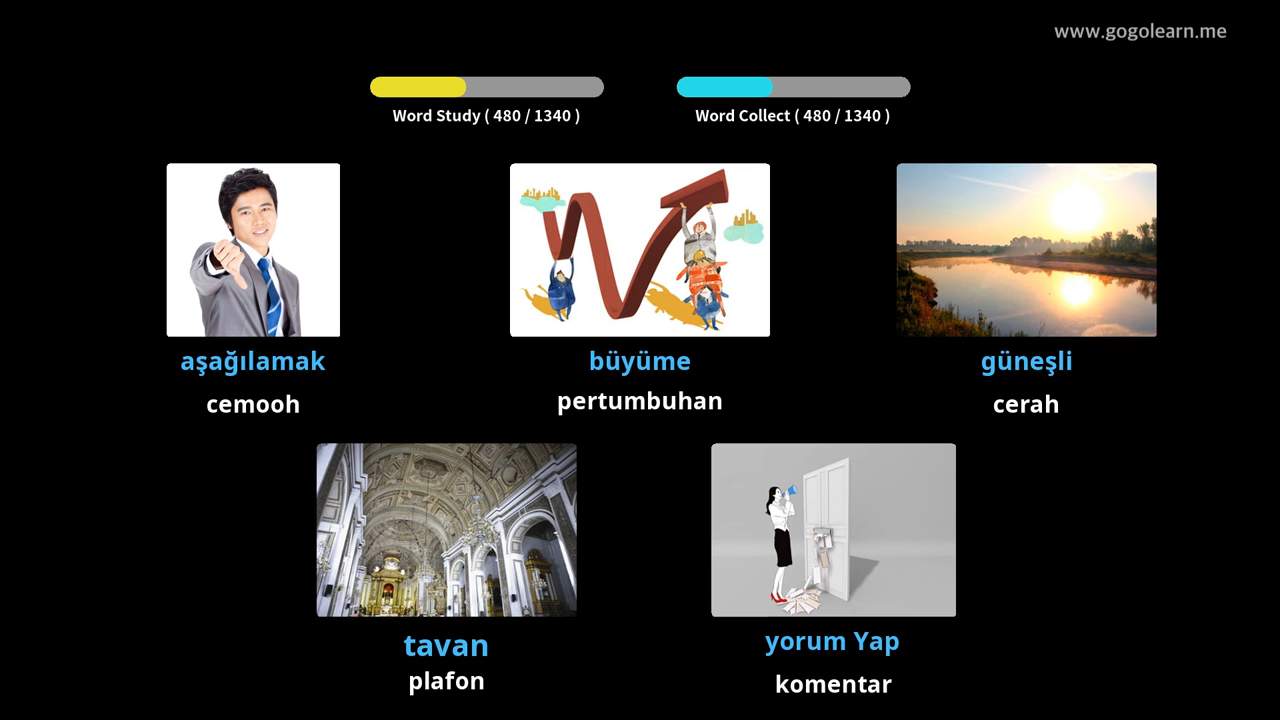 www.gogolearn.me
Word Study ( 480 / 1340 )
Word Collect ( 480 / 1340 )
aşağılamak
cemooh
büyüme
pertumbuhan
güneşli
cerah
tavan
plafon
yorum Yap
komentar